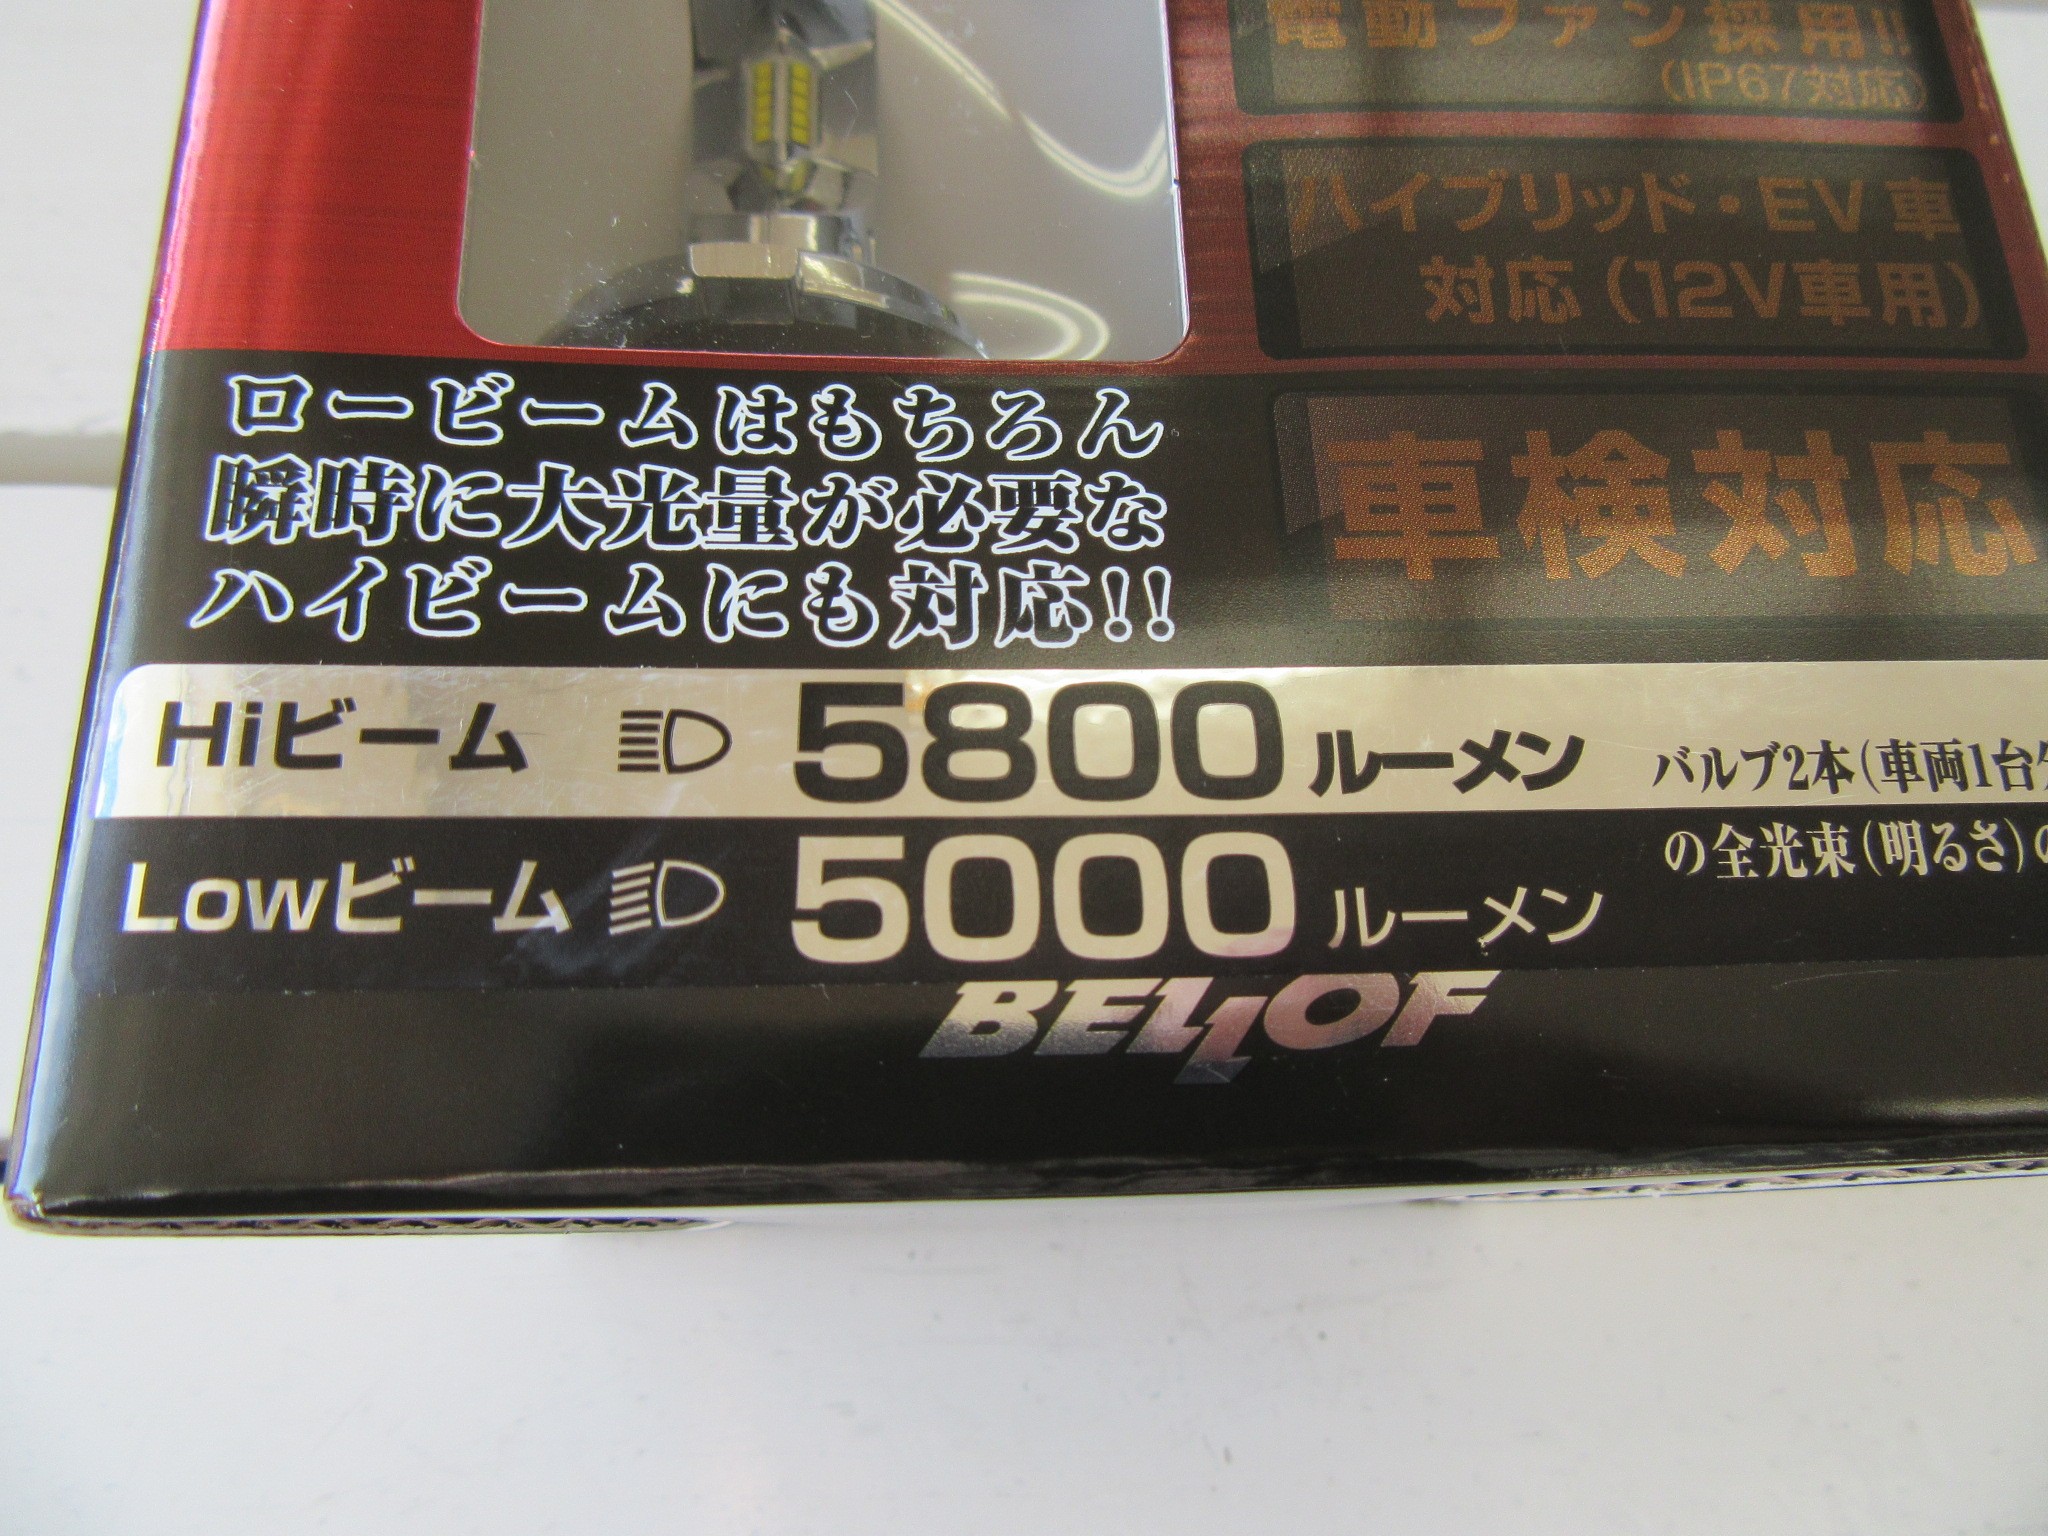 電動ファン採用!!
(IP67対応)
ハイブリッド・EV車
対応(12V車用)
車検対応
ロービームはもちろん
瞬時に大光量が必要な
ハイビームにも対応!!
Hiビーム 5800ルーメン
Lowビーム 5000ルーメン
バルブ2本(車両1台
の全光束(明るさ)の
BELLOF